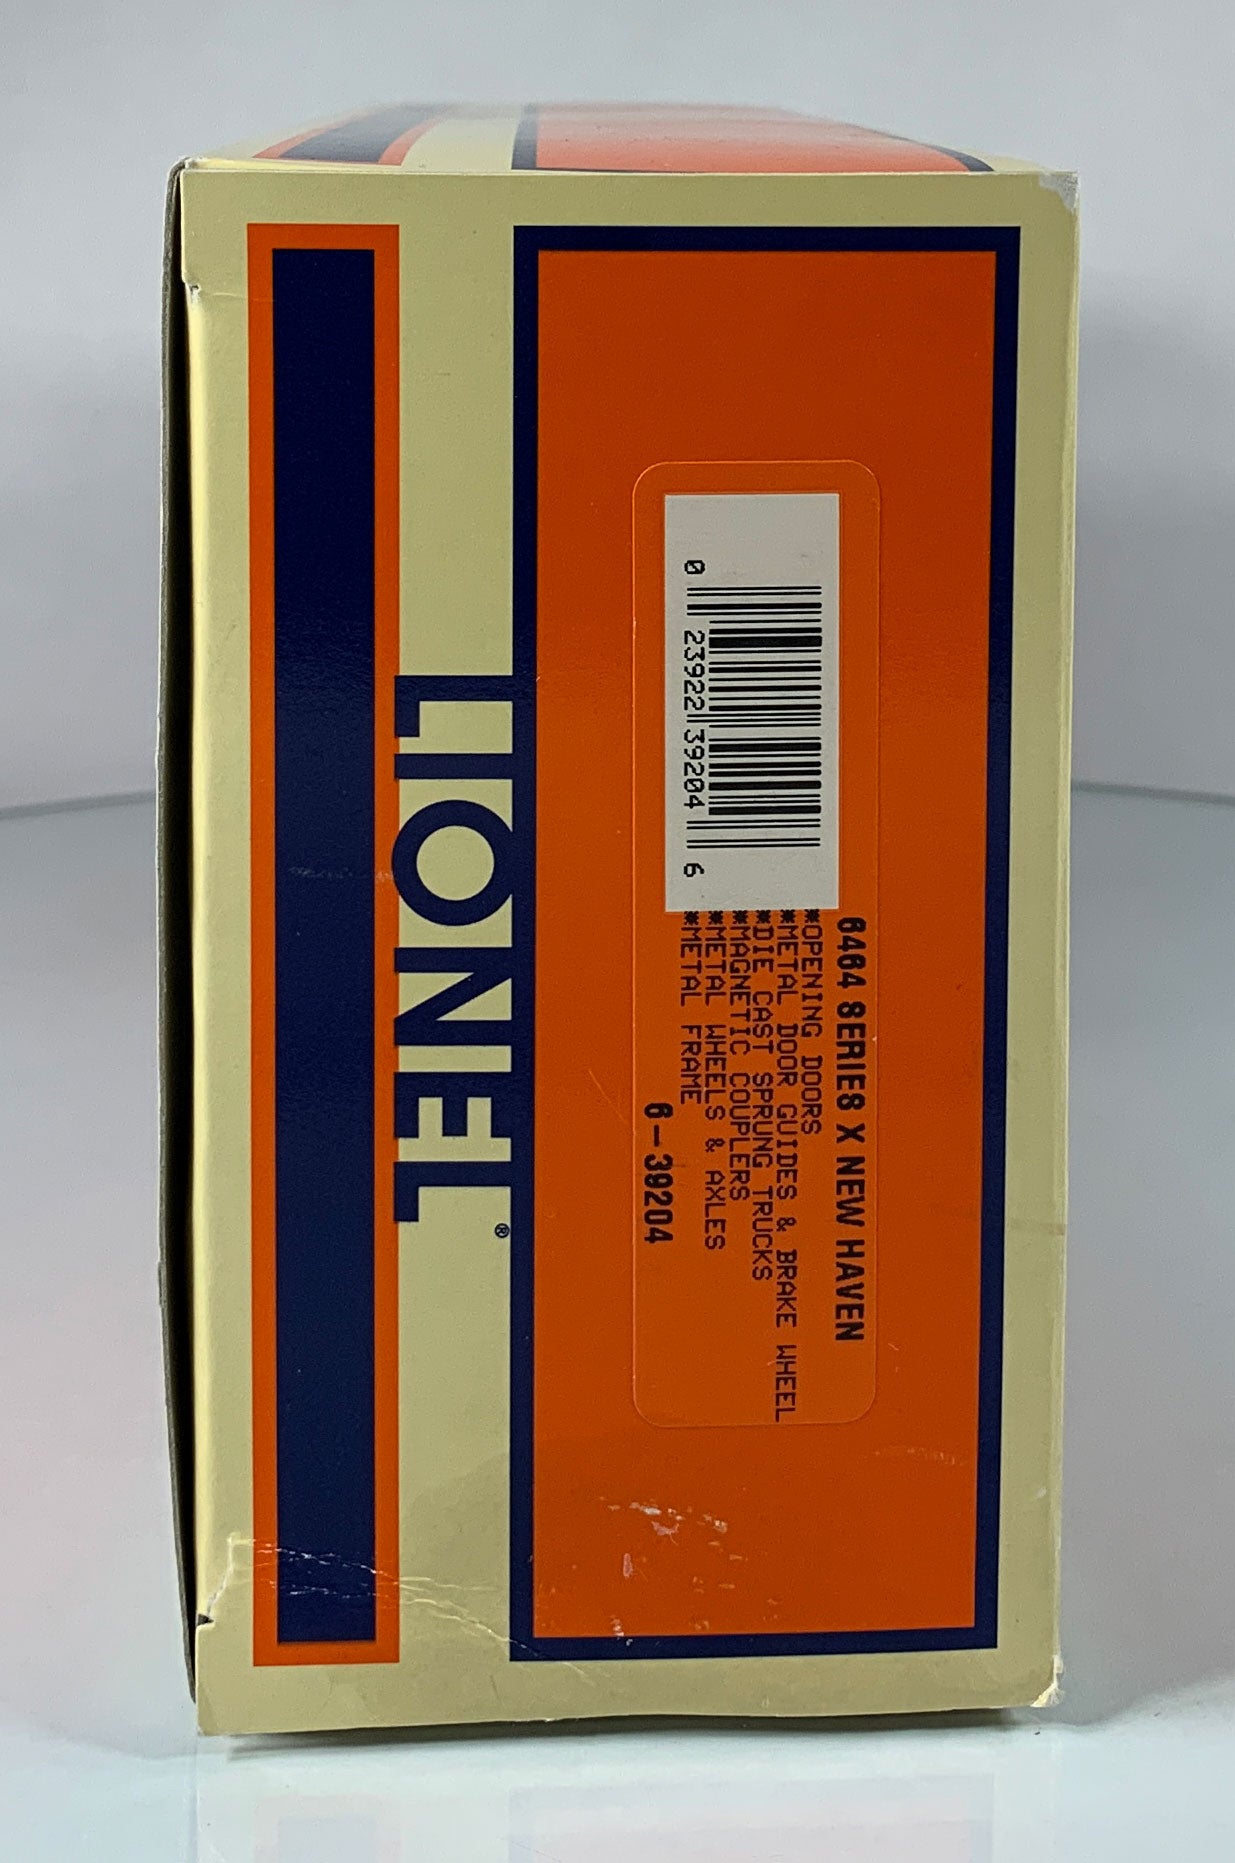 6464 SERIES X NEW HAVEN
*OPENING DOORS
*METAL DOOR GUIDES & BRAKE WHEEL
*DIE CAST SPRUNG TRUCKS
*MAGNETIC COUPLERS
*METAL WHEELS & AXLES
*METAL FRAME
6-39204
0 23922 39204 6
LIONEL®